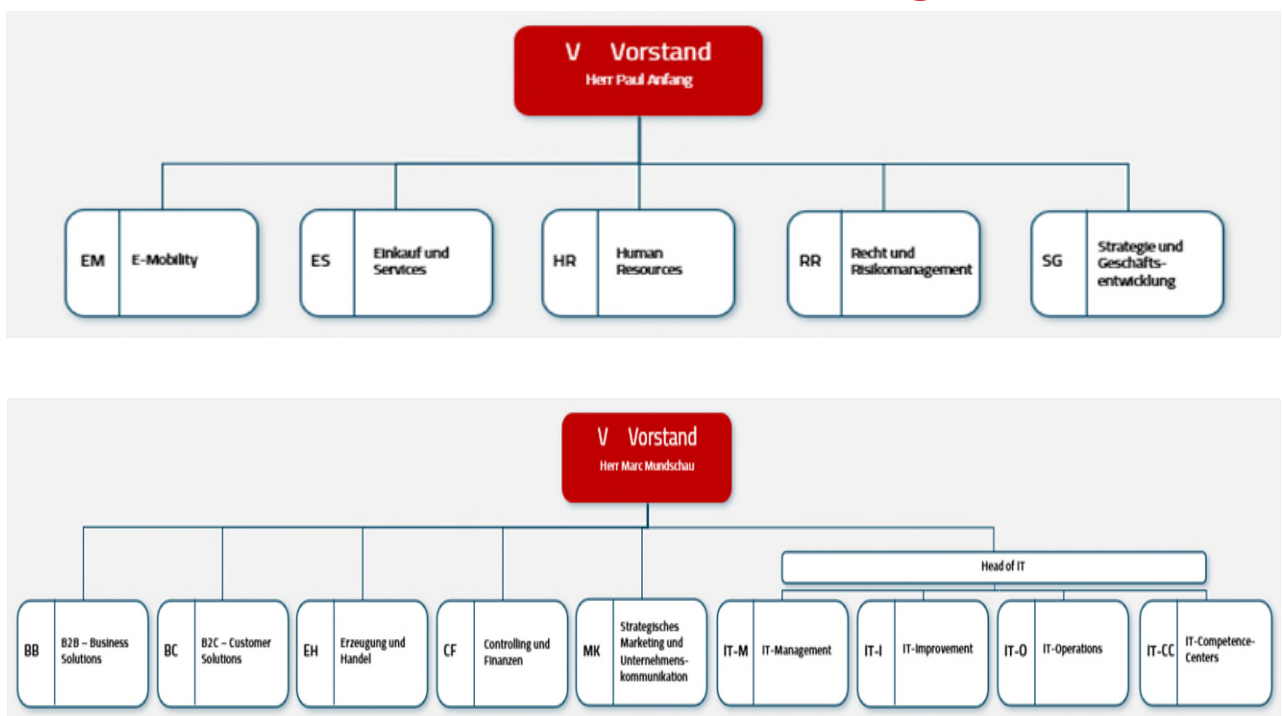 V Vorstand
Herr Paul Anfang
EM
E-Mobility
ES
Einkauf und
Services
HR
Human
Resources
RR
Recht und
Risikomanagement
SG
Strategie und
Geschäfts-
entwicklung
V Vorstand
Herr Marc Mundschau
Head of IT
BB
B2B – Business
Solutions
BC
B2C – Customer
Solutions
EH
Erzeugung und
Handel
CF
Controlling und
Finanzen
MK
Strategisches
Marketing und
Unternehmens-
kommunikation
IT-M
IT-Management
IT-I
IT-Improvement
IT-O
IT-Operations
IT-CC
IT-Competence-
Centers